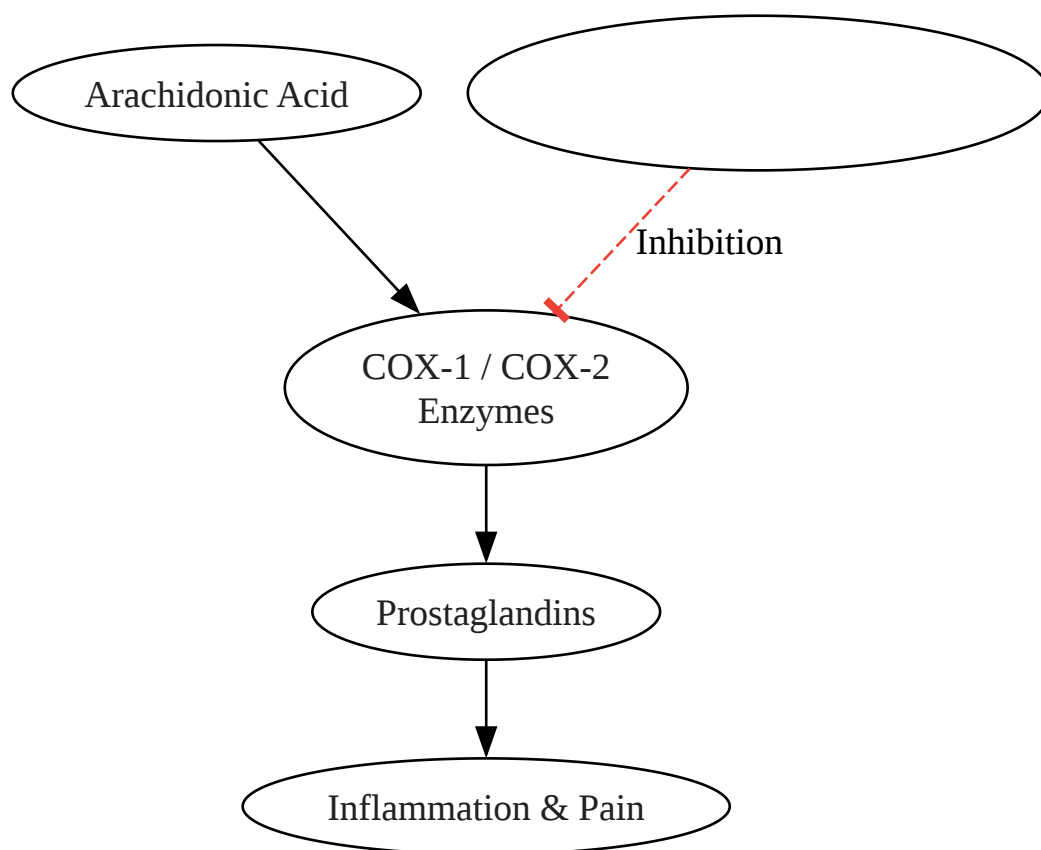 Arachidonic Acid
Inhibition
COX-1 / COX-2
Enzymes
Prostaglandins
Inflammation & Pain